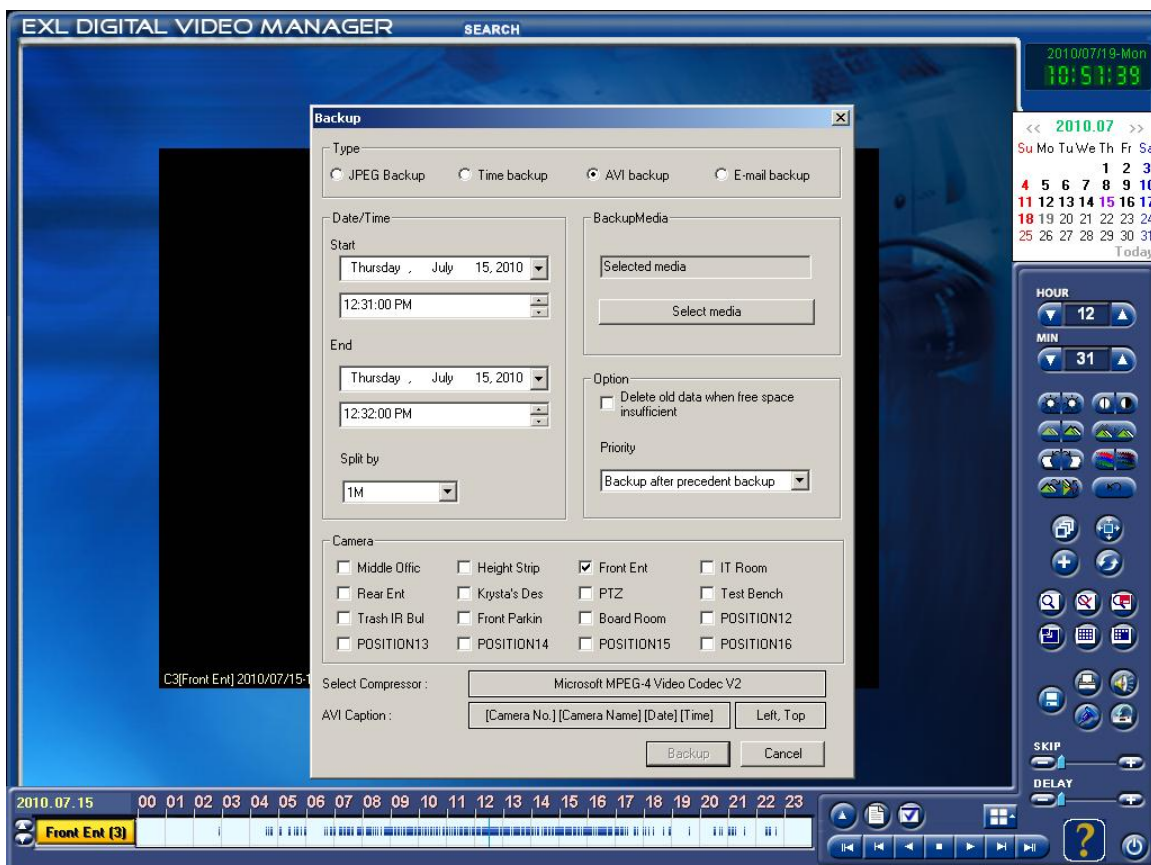 EXL DIGITAL VIDEO MANAGER SEARCH
2010/07/19-Mon
10:51:39
<< 2010.07 >>
Su Mo Tu We Th Fr Sa
1 2 3
4 5 6 7 8 9 10
11 12 13 14 15 16 17
18 19 20 21 22 23 24
25 26 27 28 29 30 31
Today
Backup
Type
JPEG Backup Time backup AVI backup E-mail backup
Date/Time
Start
Thursday , July 15, 2010
12:31:00 PM
End
Thursday , July 15, 2010
12:32:00 PM
Split by
1M
BackupMedia
Selected media
Select media
Option
Delete old data when free space
insufficient
Priority
Backup after precedent backup
Camera
Middle Offic Height Strip Front Ent IT Room
Rear Ent Krysta's Des PTZ Test Bench
Trash IR Bul Front Parkin Board Room POSITION12
POSITION13 POSITION14 POSITION15 POSITION16
Select Compressor : Microsoft MPEG-4 Video Codec V2
AVI Caption : [Camera No.] [Camera Name] [Date] [Time] Left, Top
Backup Cancel
C3[Front Ent] 2010/07/15-1
HOUR
12
MIN
31
SKIP
DELAY
2010.07.15 00 01 02 03 04 05 06 07 08 09 10 11 12 13 14 15 16 17 18 19 20 21 22 23
Front Ent (3)
?